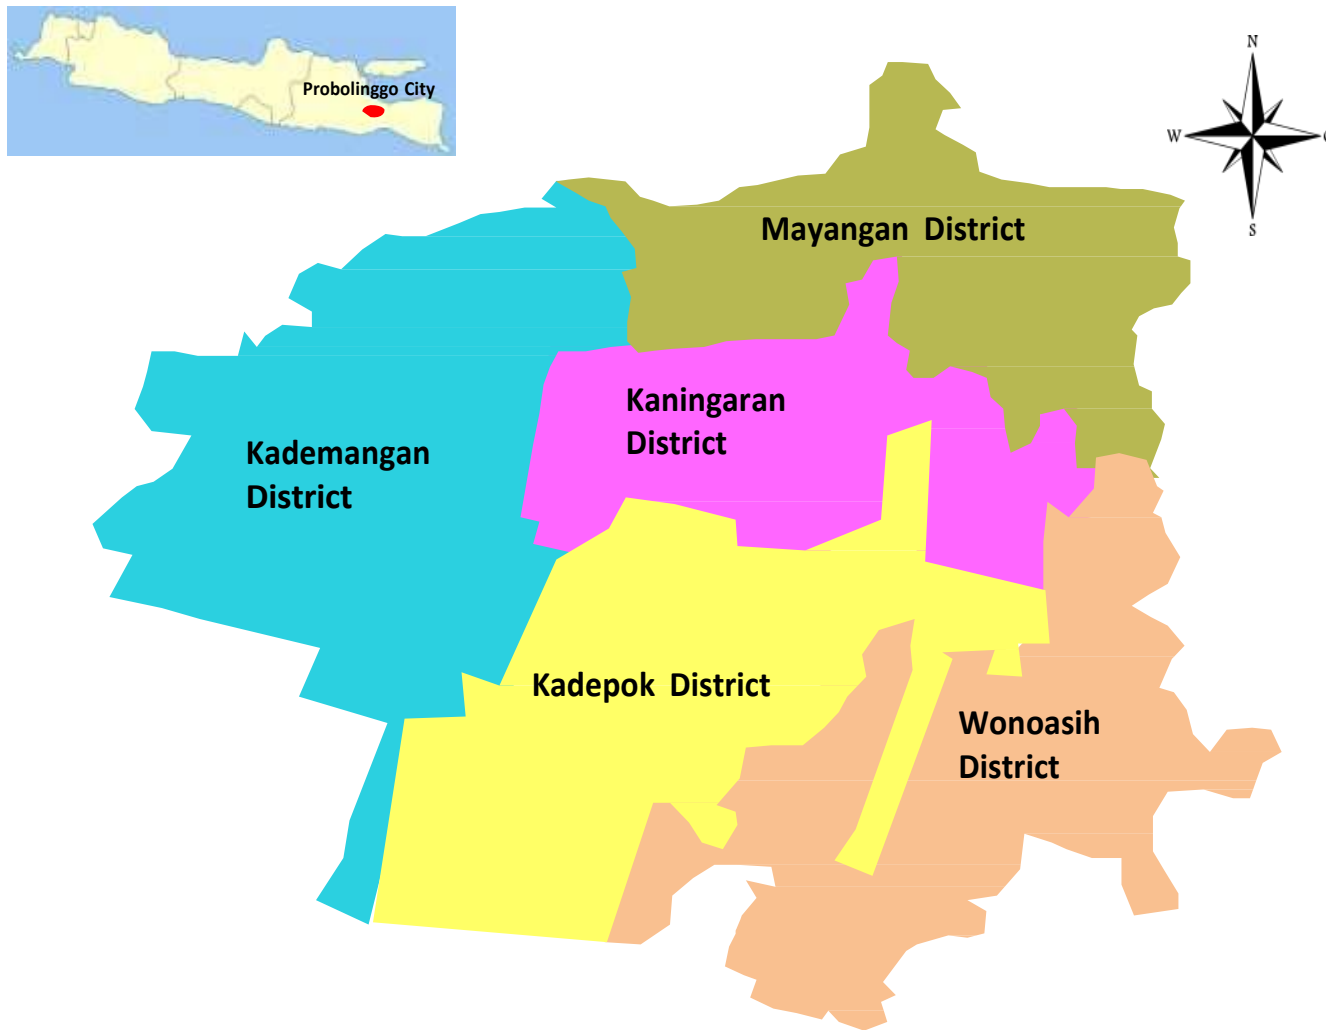 Probolinggo City
N
W
S
Mayangan District
Kaningaran
District
Kademangan
District
Kadepok District
Wonoasih
District